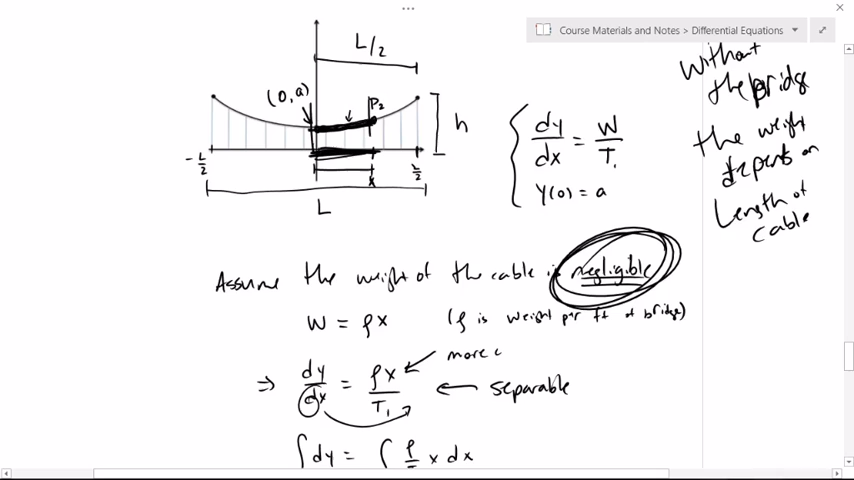 Course Materials and Notes > Differential Equations
without
the bridge
the weight
depends on
Length of
cable
L/2
(0, a)
P2
h
-L/2
x
L/2
L
dy/dx = W/T1
y(0) = a
Assume the weight of the cable is negligible
W = ρx (ρ is weight per ft of bridge)
more c
⇒ dy/dx = ρx/T1 ← separable
∫dy = ∫ ρ/T x dx